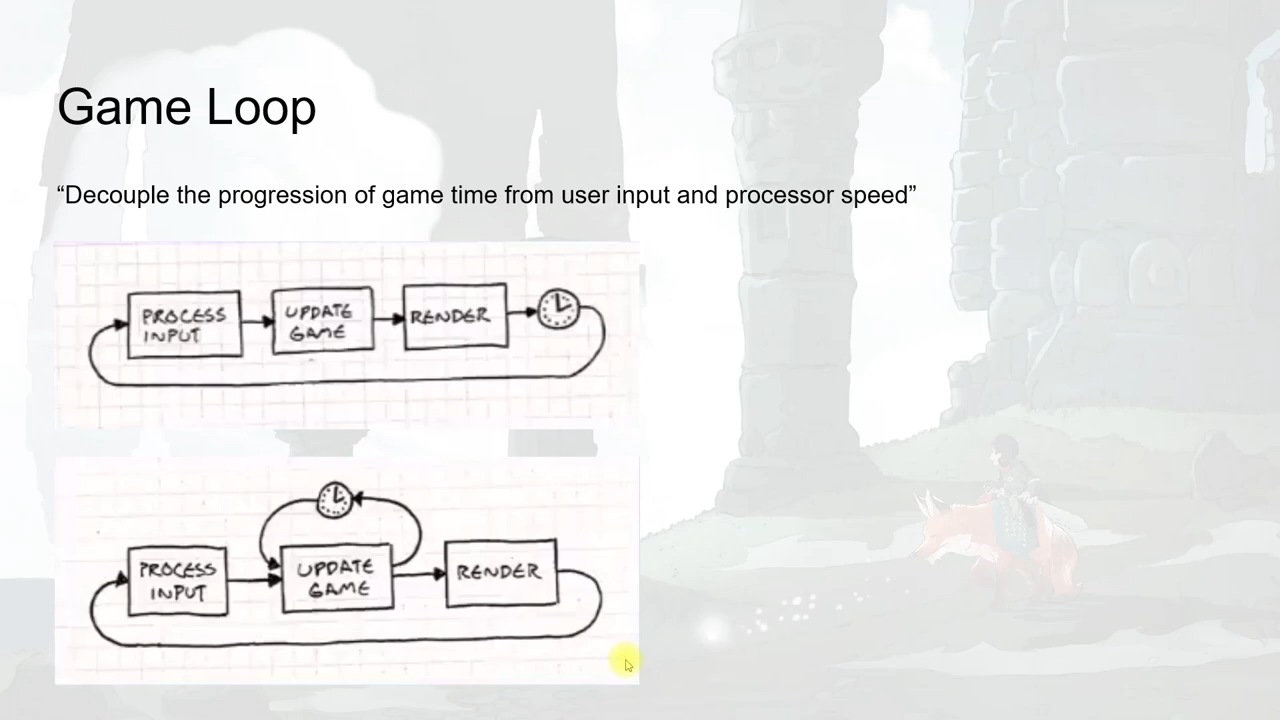 Game Loop
“Decouple the progression of game time from user input and processor speed”
PROCESS
INPUT
UPDATE
GAME
RENDER
PROCESS
INPUT
UPDATE
GAME
RENDER